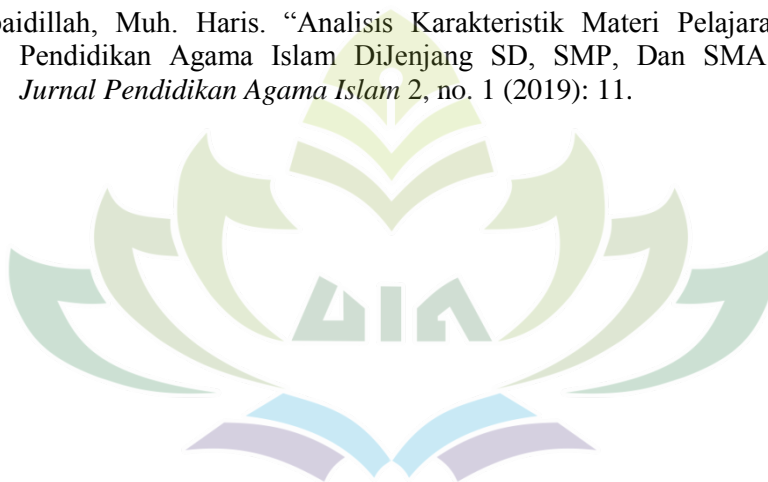 baidillah, Muh. Haris. “Analisis Karakteristik Materi Pelajara
Pendidikan Agama Islam DiJenjang SD, SMP, Dan SMA
Jurnal Pendidikan Agama Islam 2, no. 1 (2019): 11.
UIN